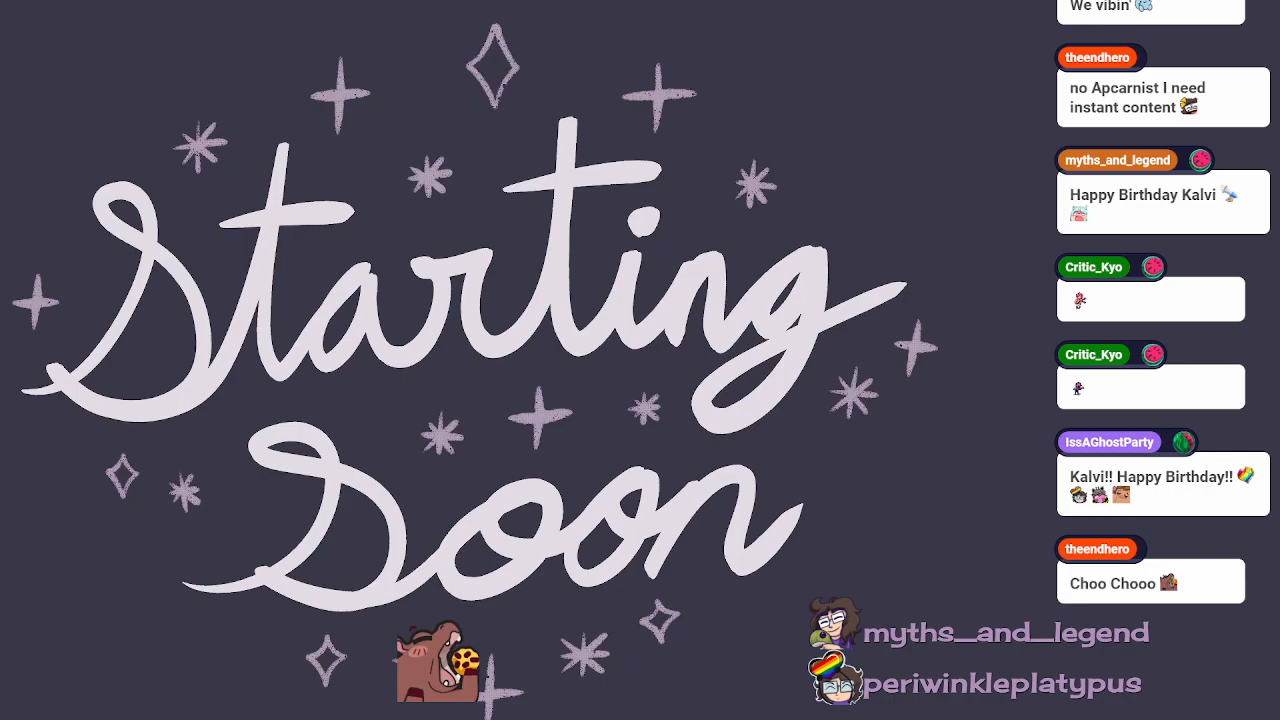 Starting
Soon
We vibin'
theendhero
no Apcarnist I need
instant content
myths_and_legend
Happy Birthday Kalvi
Critic_Kyo
Critic_Kyo
IssAGhostParty
Kalvi!! Happy Birthday!!
theendhero
Choo Chooo
myths_and_legend
periwinkleplatypus